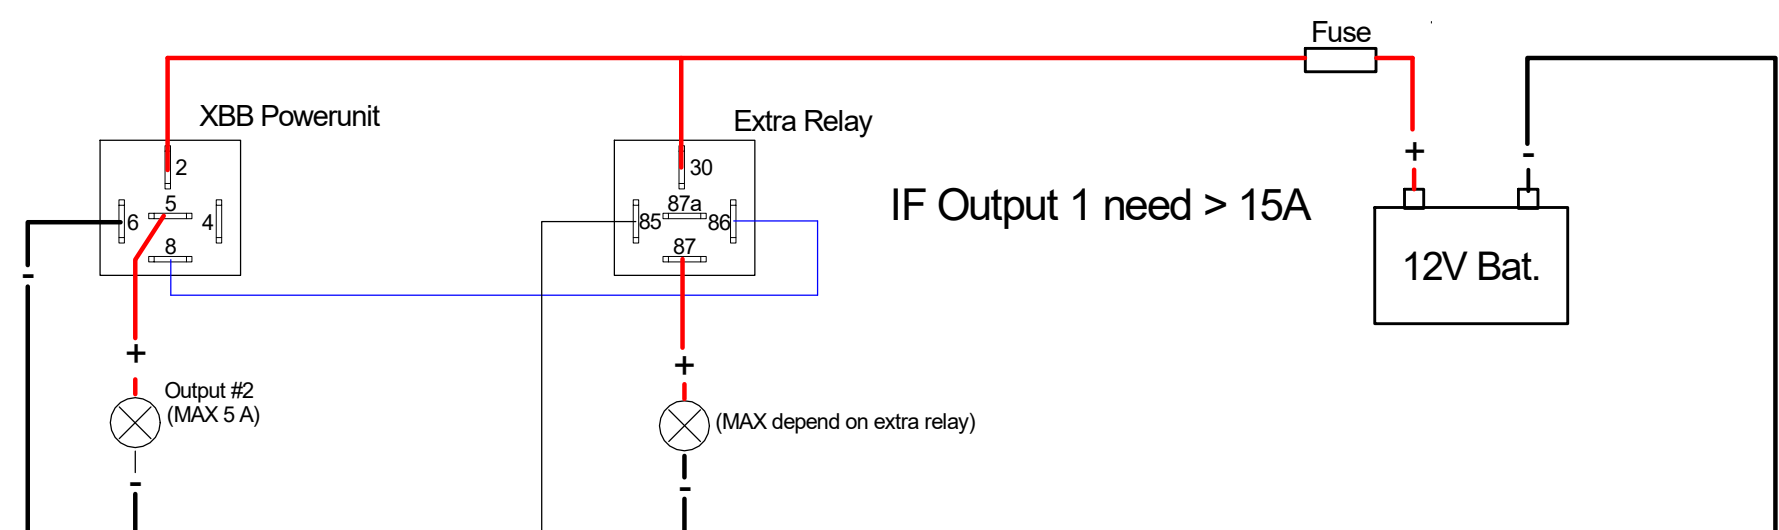 Fuse
XBB Powerunit
Extra Relay
2
30
+
-
5
87a
6
4
85
86
IF Output 1 need > 15A
8
87
12V Bat.
-
+
+
Output #2
(MAX 5 A)
(MAX depend on extra relay)
-
-